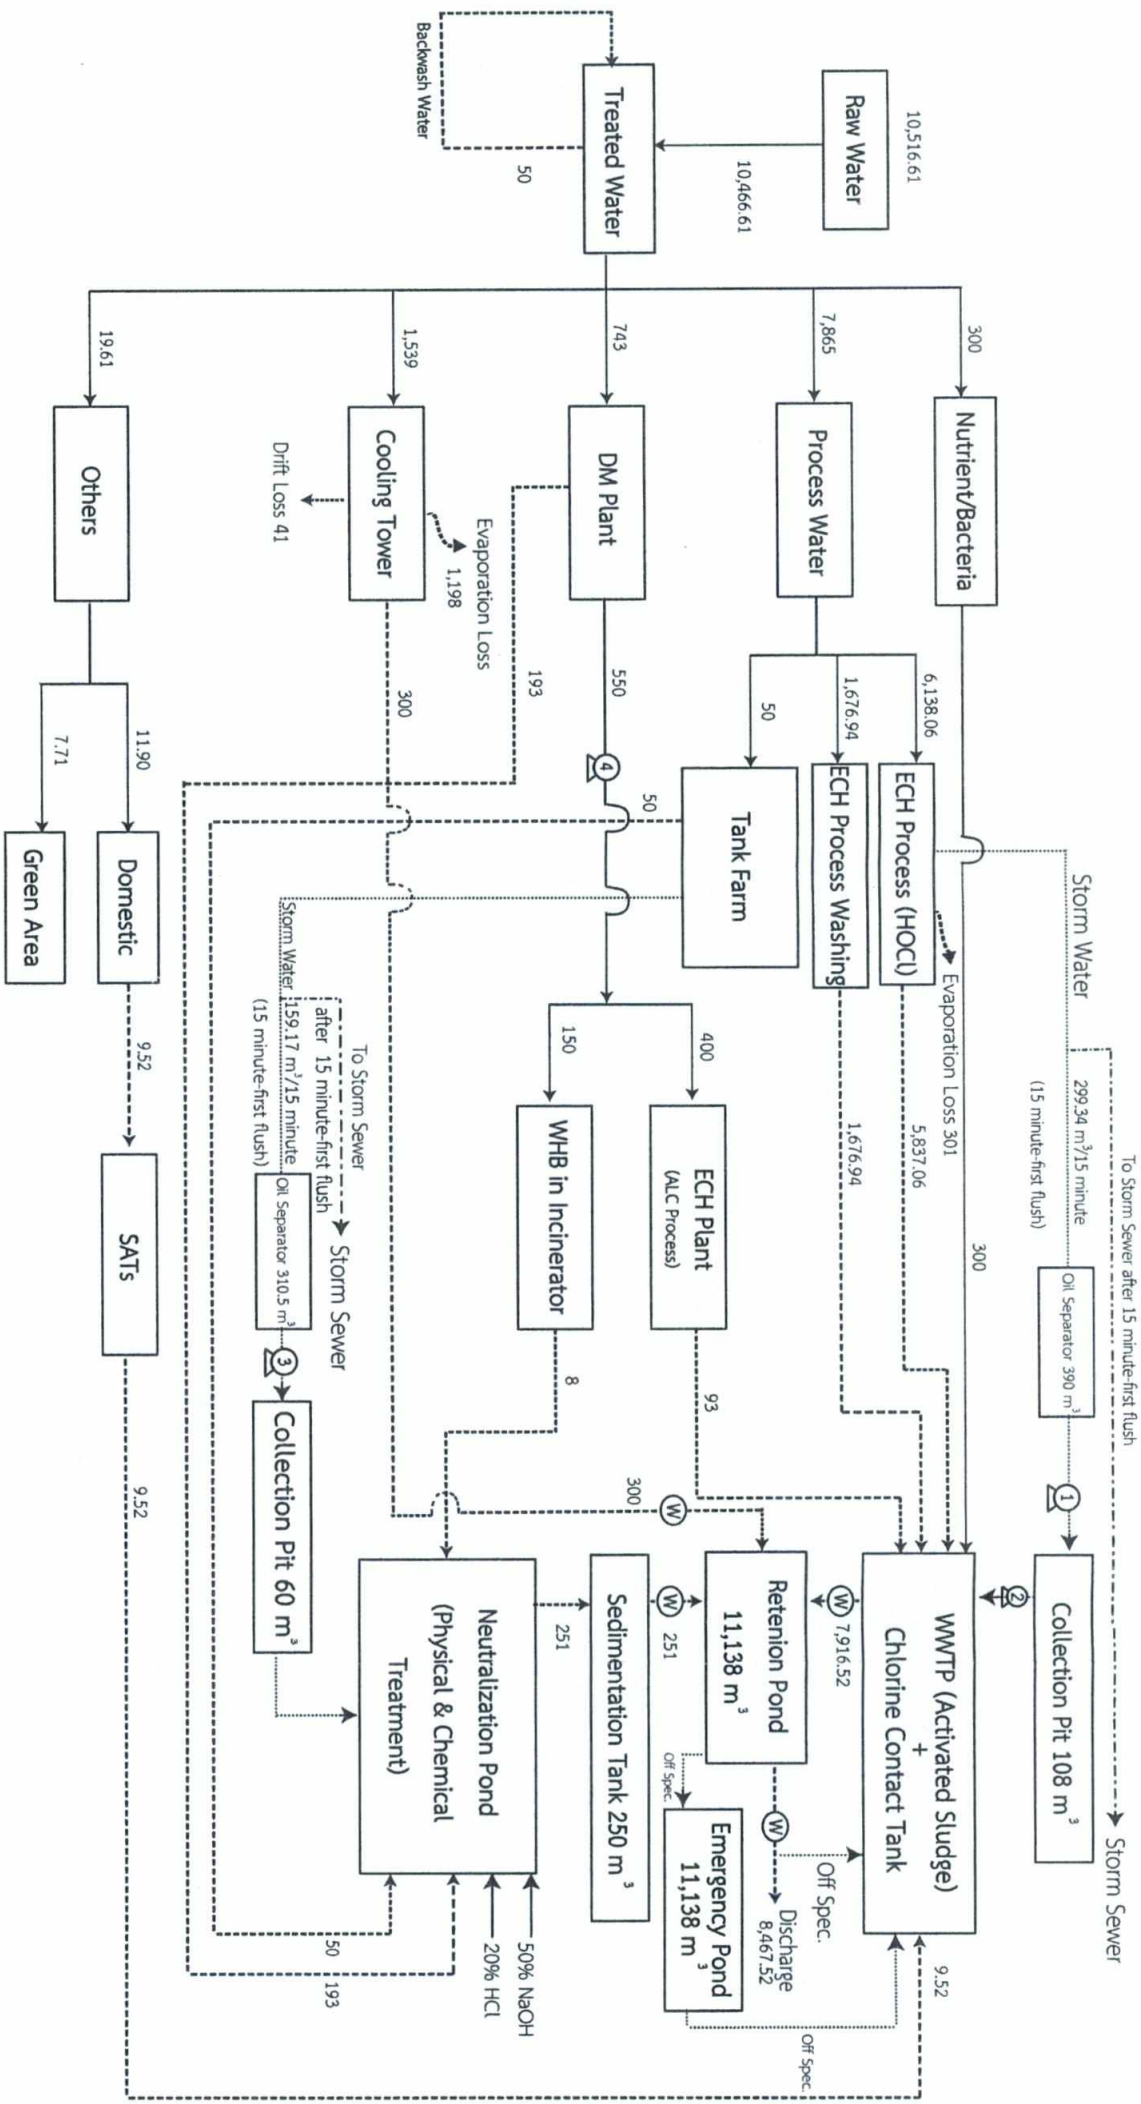 10,516.61
Raw Water
10,466.61
Treated Water
50
Backwash Water
300
7,865
743
1,539
19.61
Nutrient/Bacteria
Process Water
DM Plant
Cooling Tower
Others
Evaporation Loss
1,198
Drift Loss 41
6,138.06
1,676.94
50
550
193
300
11.90
7.71
4
50
ECH Process (HOCl)
ECH Process Washing
Tank Farm
Domestic
Green Area
Storm Water
Evaporation Loss 301
299.34 m³/15 minute
(15 minute-first flush)
To Storm Sewer after 15 minute-first flush
Storm Sewer
Oil Separator 390 m³
1
Collection Pit 108 m³
2
300
5,837.06
1,676.94
400
150
ECH Plant
(ALC Process)
WHB in Incinerator
93
8
To Storm Sewer
after 15 minute-first flush
Storm Water
159.17 m³/15 minute
(15 minute-first flush)
Storm Sewer
Oil Separator 310.5 m³
3
Collection Pit 60 m³
9.52
SATs
9.52
300
W
WWTP (Activated Sludge)
+
Chlorine Contact Tank
W
7,916.52
Retenion Pond
11,138 m³
W
251
Sedimentation Tank 250 m³
251
Neutralization Pond
(Physical & Chemical
Treatment)
Off Spec.
Emergency Pond
11,138 m³
W
Off Spec.
Discharge
8,467.52
Off Spec.
9.52
50% NaOH
20% HCl
50
193